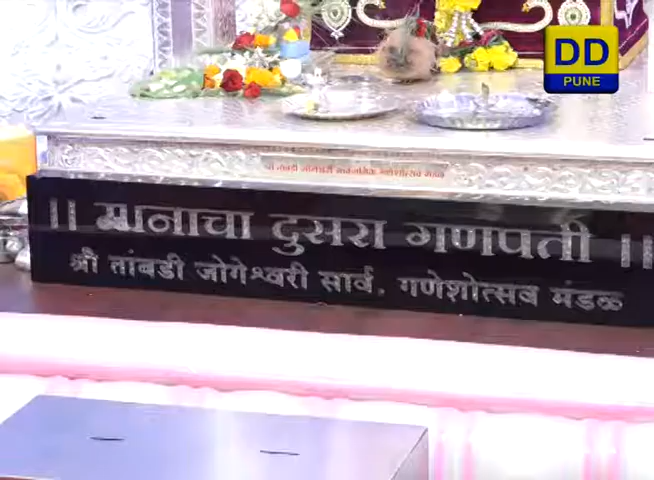 DD
PUNE
|| मानाचा दुसरा गणपती ||
श्री तांबडी जोगेश्वरी सार्व. गणेशोत्सव मंडळ